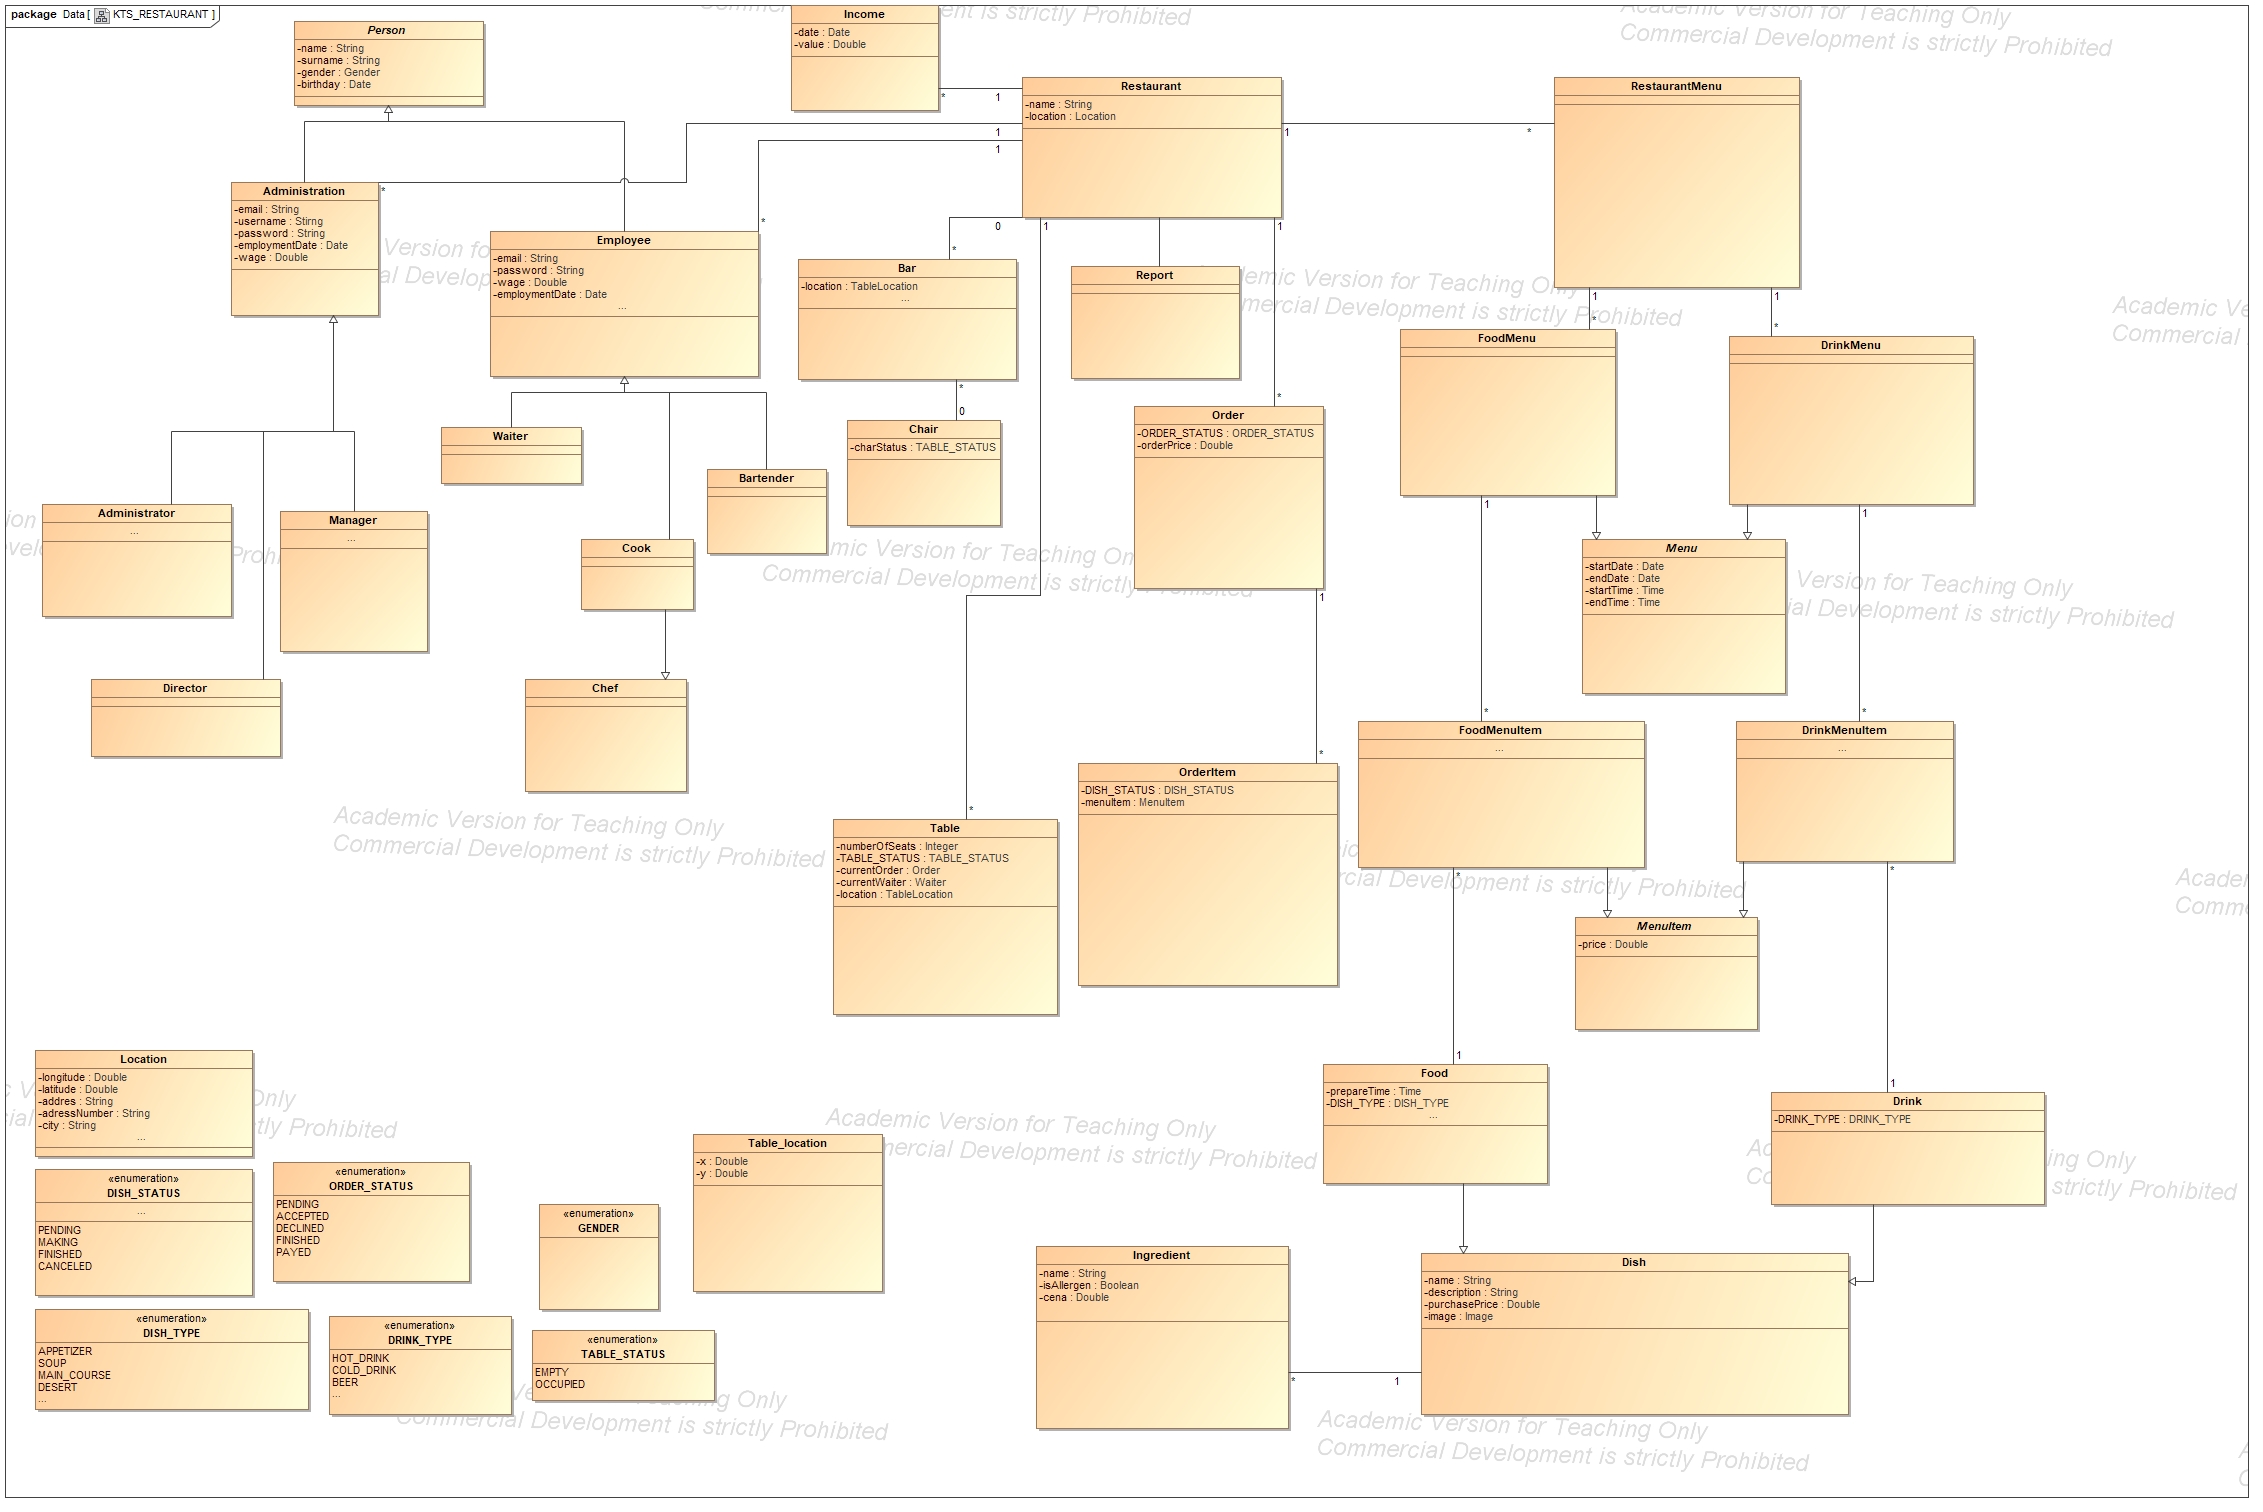 package Data [ KTS_RESTAURANT ]
Person
-name : String
-surname : String
-gender : Gender
-birthday : Date
Income
-date : Date
-value : Double
*
1
Restaurant
-name : String
-location : Location
1
1
1
*
RestaurantMenu
Administration
-email : String
-username : Stirng
-password : String
-employmentDate : Date
-wage : Double
*
*
Employee
-email : String
-password : String
-wage : Double
-employmentDate : Date
...
0
1
1
*
Bar
-location : TableLocation
...
*
0
Report
1
*
1
*
FoodMenu
DrinkMenu
Chair
-charStatus : TABLE_STATUS
*
Order
-ORDER_STATUS : ORDER_STATUS
-orderPrice : Double
1
Waiter
Bartender
Cook
Chef
Administrator
...
Manager
...
Director
1
1
Menu
-startDate : Date
-endDate : Date
-startTime : Time
-endTime : Time
*
*
FoodMenuItem
...
DrinkMenuItem
...
*
OrderItem
-DISH_STATUS : DISH_STATUS
-menuItem : MenuItem
*
Table
-numberOfSeats : Integer
-TABLE_STATUS : TABLE_STATUS
-currentOrder : Order
-currentWaiter : Waiter
-location : TableLocation
*
*
MenuItem
-price : Double
1
1
Food
-prepareTime : Time
-DISH_TYPE : DISH_TYPE
...
Drink
-DRINK_TYPE : DRINK_TYPE
Location
-longitude : Double
-latitude : Double
-addres : String
-adressNumber : String
-city : String
...
Table_location
-x : Double
-y : Double
«enumeration»
DISH_STATUS
...
PENDING
MAKING
FINISHED
CANCELED
«enumeration»
ORDER_STATUS
PENDING
ACCEPTED
DECLINED
FINISHED
PAYED
«enumeration»
GENDER
Ingredient
-name : String
-isAllergen : Boolean
-cena : Double
*
1
Dish
-name : String
-description : String
-purchasePrice : Double
-image : Image
«enumeration»
DISH_TYPE
APPETIZER
SOUP
MAIN_COURSE
DESERT
...
«enumeration»
DRINK_TYPE
HOT_DRINK
COLD_DRINK
BEER
...
«enumeration»
TABLE_STATUS
EMPTY
OCCUPIED
Academic Version for Teaching Only
Commercial Development is strictly Prohibited